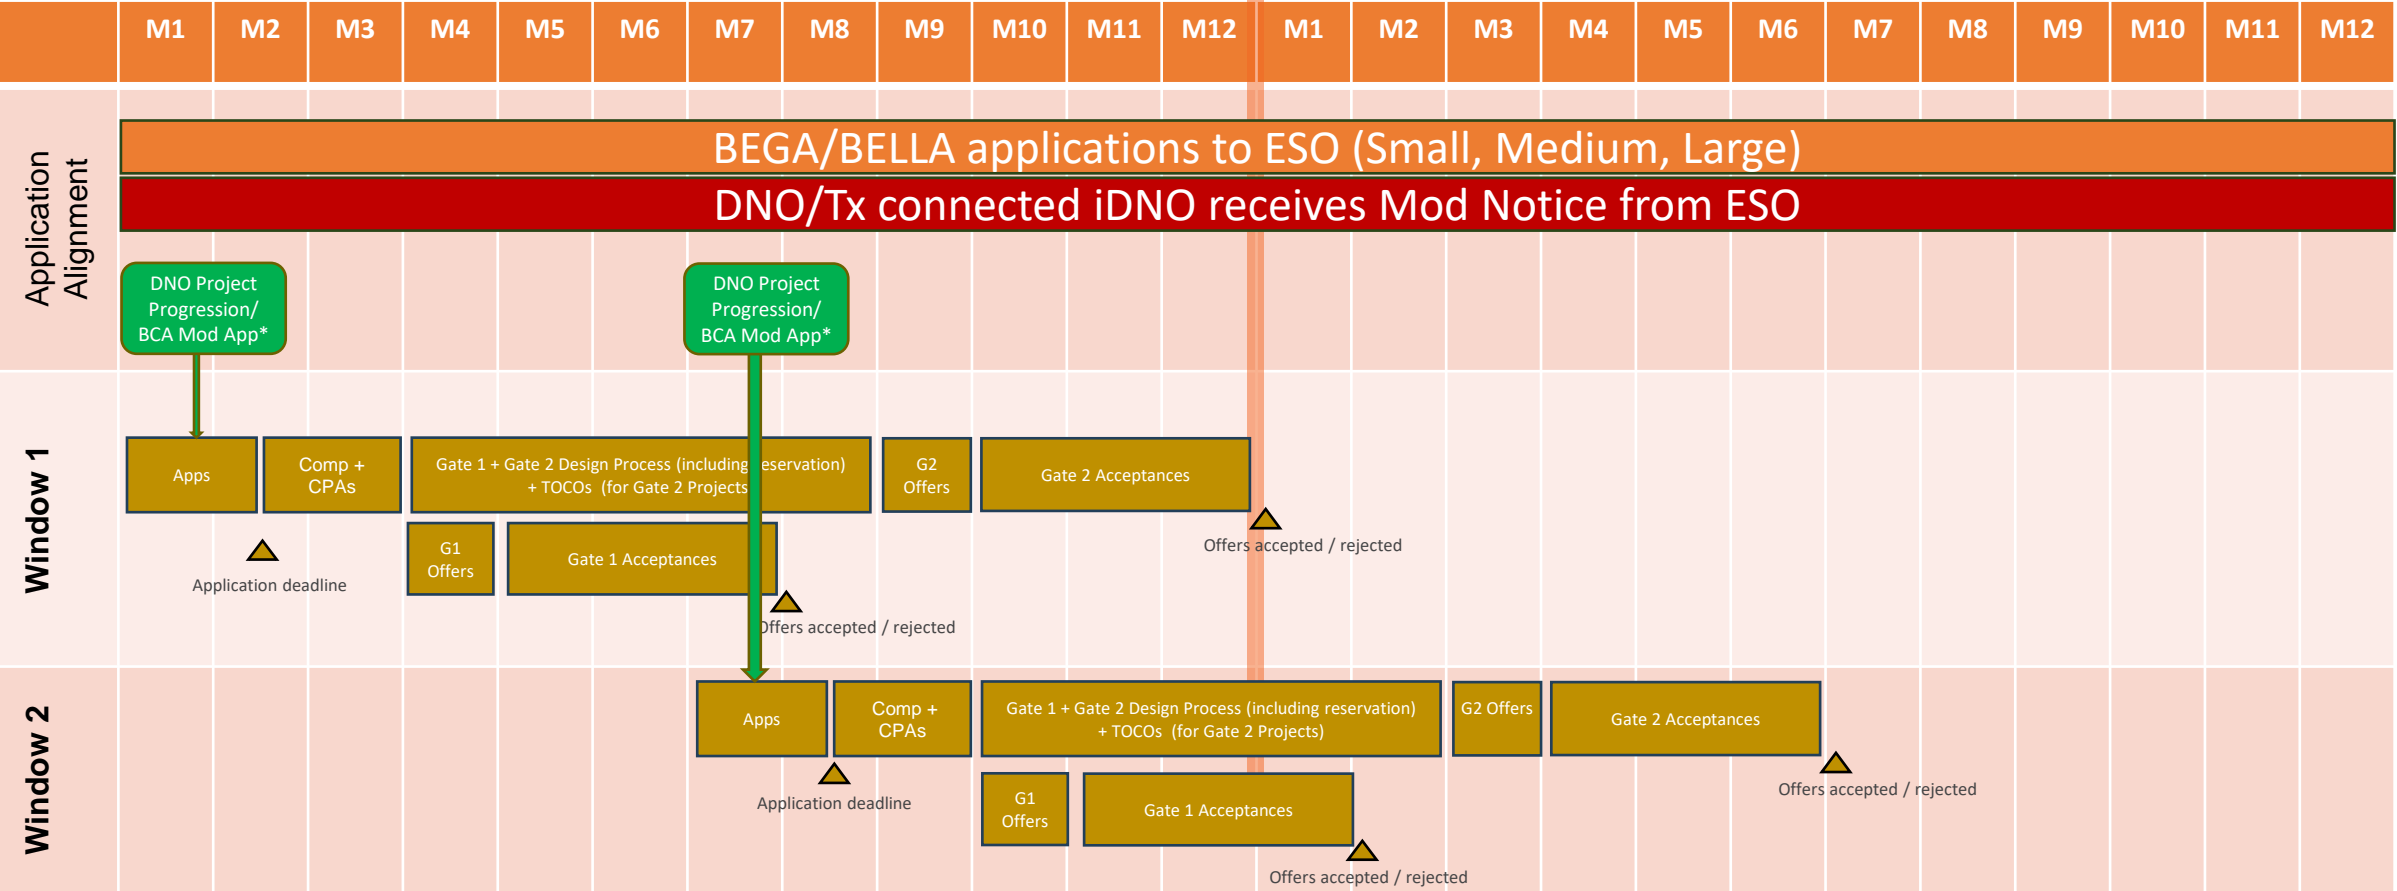 M1 M2 M3 M4 M5 M6 M7 M8 M9 M10 M11 M12 M1 M2 M3 M4 M5 M6 M7 M8 M9 M10 M11 M12
Application
Alignment
BEGA/BELLA applications to ESO (Small, Medium, Large)
DNO/Tx connected iDNO receives Mod Notice from ESO
DNO Project
Progression/
BCA Mod App*
DNO Project
Progression/
BCA Mod App*
Window 1
Apps
Comp +
CPAs
Gate 1 + Gate 2 Design Process (including reservation)
+ TOCOs (for Gate 2 Projects
G2
Offers
Gate 2 Acceptances
Application deadline
G1
Offers
Gate 1 Acceptances
Offers accepted / rejected
Offers accepted / rejected
Window 2
Apps
Comp +
CPAs
Gate 1 + Gate 2 Design Process (including reservation)
+ TOCOs (for Gate 2 Projects)
G2 Offers
Gate 2 Acceptances
Application deadline
G1
Offers
Gate 1 Acceptances
Offers accepted / rejected
Offers accepted / rejected